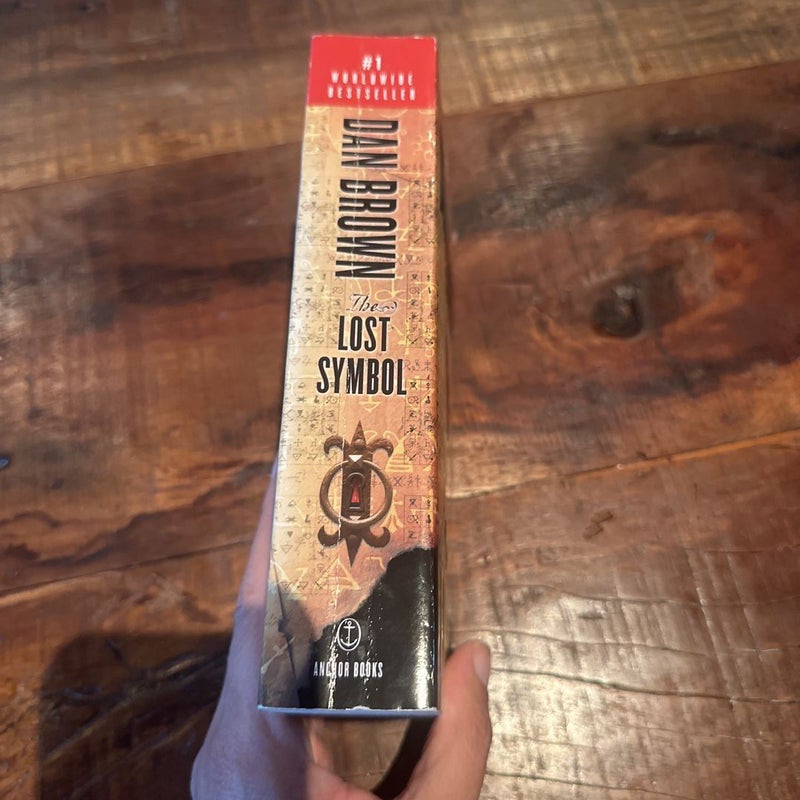 #1
WORLDWIDE
BESTSELLER
DAN BROWN
The
LOST
SYMBOL
ANCHOR BOOKS